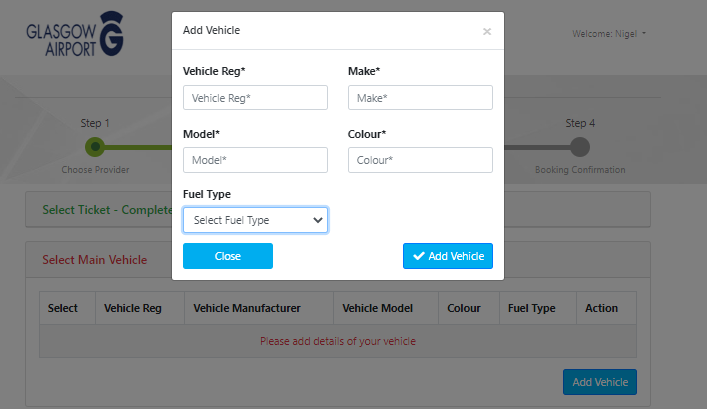 GLASGOW
AIRPORT
Welcome: Nigel
Add Vehicle
×
Vehicle Reg*
Make*
Vehicle Reg*
Make*
Model*
Colour*
Model*
Colour*
Fuel Type
Select Fuel Type
Close
Add Vehicle
Step 1
Step 4
Choose Provider
Booking Confirmation
Select Ticket - Complete
Select Main Vehicle
Select Vehicle Reg Vehicle Manufacturer Vehicle Model Colour Fuel Type Action
Please add details of your vehicle
Add Vehicle